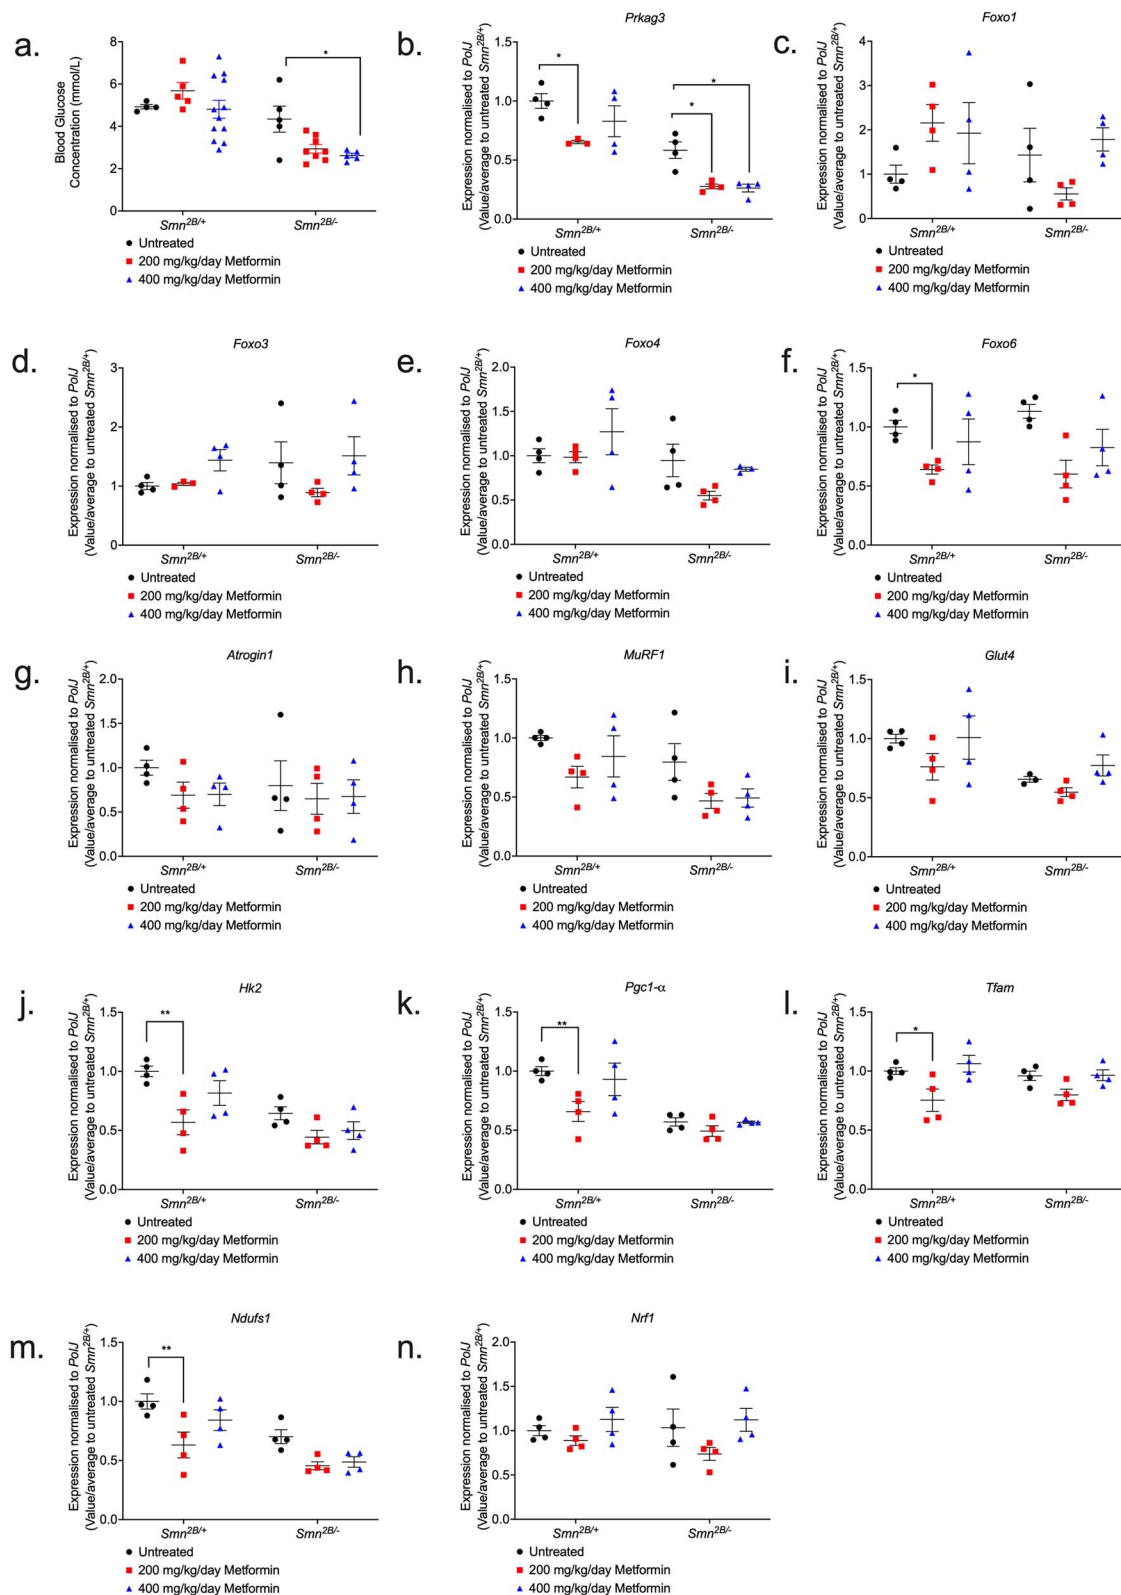 a.
Blood Glucose
Concentration (mmol/L)
8
6
4
2
0
*
Smn2B/+ Smn2B/-
Untreated
200 mg/kg/day Metformin
400 mg/kg/day Metformin
b.
Prkag3
Expression normalised to PolJ
(Value/average to untreated Smn2B/+)
1.5
1.0
0.5
0.0
*
*
*
Smn2B/+ Smn2B/-
Untreated
200 mg/kg/day Metformin
400 mg/kg/day Metformin
c.
Foxo1
Expression normalised to PolJ
(Value/average to untreated Smn2B/+)
4
3
2
1
0
Smn2B/+ Smn2B/-
Untreated
200 mg/kg/day Metformin
400 mg/kg/day Metformin
d.
Foxo3
Expression normalised to PolJ
(Value/average to untreated Smn2B/+)
3
2
1
0
Smn2B/+ Smn2B/-
Untreated
200 mg/kg/day Metformin
400 mg/kg/day Metformin
e.
Foxo4
Expression normalised to PolJ
(Value/average to untreated Smn2B/+)
2.0
1.5
1.0
0.5
0.0
Smn2B/+ Smn2B/-
Untreated
200 mg/kg/day Metformin
400 mg/kg/day Metformin
f.
Foxo6
Expression normalised to PolJ
(Value/average to untreated Smn2B/+)
1.5
1.0
0.5
0.0
*
Smn2B/+ Smn2B/-
Untreated
200 mg/kg/day Metformin
400 mg/kg/day Metformin
g.
Atrogin1
Expression normalised to PolJ
(Value/average to untreated Smn2B/+)
2.0
1.5
1.0
0.5
0.0
Smn2B/+ Smn2B/-
Untreated
200 mg/kg/day Metformin
400 mg/kg/day Metformin
h.
MuRF1
Expression normalised to PolJ
(Value/average to untreated Smn2B/+)
1.5
1.0
0.5
0.0
Smn2B/+ Smn2B/-
Untreated
200 mg/kg/day Metformin
400 mg/kg/day Metformin
i.
Glut4
Expression normalised to PolJ
(Value/average to untreated Smn2B/+)
1.5
1.0
0.5
0.0
Smn2B/+ Smn2B/-
Untreated
200 mg/kg/day Metformin
400 mg/kg/day Metformin
j.
Hk2
Expression normalised to PolJ
(Value/average to untreated Smn2B/+)
1.5
1.0
0.5
0.0
**
Smn2B/+ Smn2B/-
Untreated
200 mg/kg/day Metformin
400 mg/kg/day Metformin
k.
Pgc1-α
Expression normalised to PolJ
(Value/average to untreated Smn2B/+)
1.5
1.0
0.5
0.0
**
Smn2B/+ Smn2B/-
Untreated
200 mg/kg/day Metformin
400 mg/kg/day Metformin
l.
Tfam
Expression normalised to PolJ
(Value/average to untreated Smn2B/+)
1.5
1.0
0.5
0.0
*
Smn2B/+ Smn2B/-
Untreated
200 mg/kg/day Metformin
400 mg/kg/day Metformin
m.
Ndufs1
Expression normalised to PolJ
(Value/average to untreated Smn2B/+)
1.5
1.0
0.5
0.0
**
Smn2B/+ Smn2B/-
Untreated
200 mg/kg/day Metformin
400 mg/kg/day Metformin
n.
Nrf1
Expression normalised to PolJ
(Value/average to untreated Smn2B/+)
2.0
1.5
1.0
0.5
0.0
Smn2B/+ Smn2B/-
Untreated
200 mg/kg/day Metformin
400 mg/kg/day Metformin